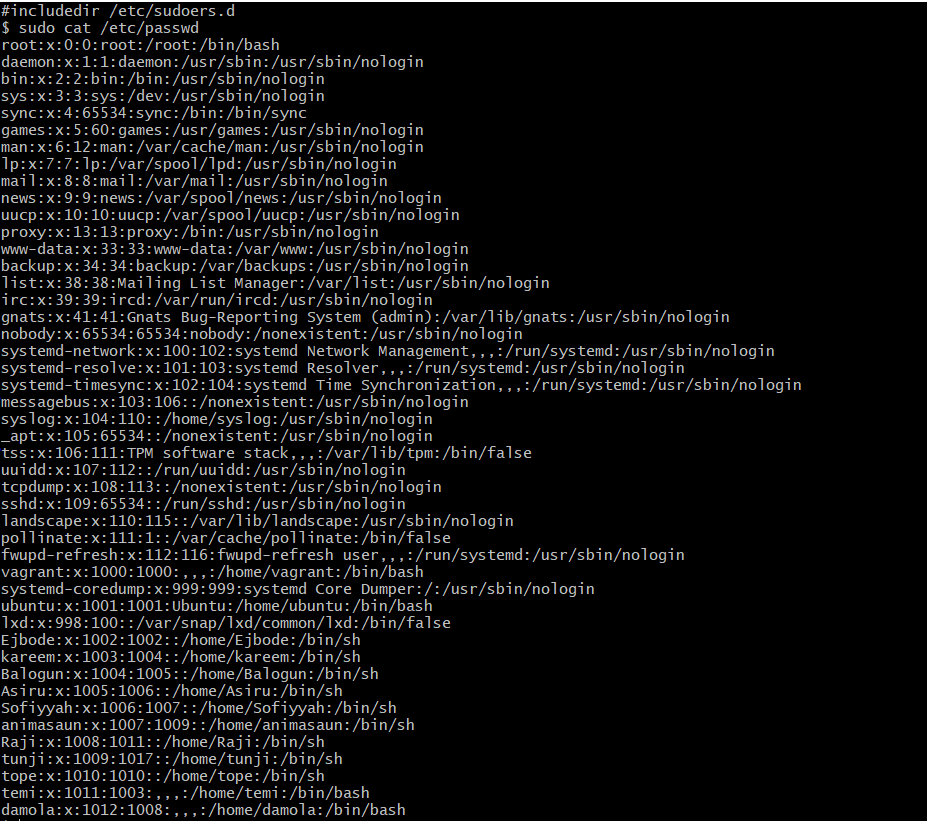 #includedir /etc/sudoers.d
$ sudo cat /etc/passwd
root:x:0:0:root:/root:/bin/bash
daemon:x:1:1:daemon:/usr/sbin:/usr/sbin/nologin
bin:x:2:2:bin:/bin:/usr/sbin/nologin
sys:x:3:3:sys:/dev:/usr/sbin/nologin
sync:x:4:65534:sync:/bin:/bin/sync
games:x:5:60:games:/usr/games:/usr/sbin/nologin
man:x:6:12:man:/var/cache/man:/usr/sbin/nologin
lp:x:7:7:lp:/var/spool/lpd:/usr/sbin/nologin
mail:x:8:8:mail:/var/mail:/usr/sbin/nologin
news:x:9:9:news:/var/spool/news:/usr/sbin/nologin
uucp:x:10:10:uucp:/var/spool/uucp:/usr/sbin/nologin
proxy:x:13:13:proxy:/bin:/usr/sbin/nologin
www-data:x:33:33:www-data:/var/www:/usr/sbin/nologin
backup:x:34:34:backup:/var/backups:/usr/sbin/nologin
list:x:38:38:Mailing List Manager:/var/list:/usr/sbin/nologin
irc:x:39:39:ircd:/var/run/ircd:/usr/sbin/nologin
gnats:x:41:41:Gnats Bug-Reporting System (admin):/var/lib/gnats:/usr/sbin/nologin
nobody:x:65534:65534:nobody:/nonexistent:/usr/sbin/nologin
systemd-network:x:100:102:systemd Network Management,,,:/run/systemd:/usr/sbin/nologin
systemd-resolve:x:101:103:systemd Resolver,,,:/run/systemd:/usr/sbin/nologin
systemd-timesync:x:102:104:systemd Time Synchronization,,,:/run/systemd:/usr/sbin/nologin
messagebus:x:103:106::/nonexistent:/usr/sbin/nologin
syslog:x:104:110::/home/syslog:/usr/sbin/nologin
_apt:x:105:65534::/nonexistent:/usr/sbin/nologin
tss:x:106:111:TPM software stack,,,:/var/lib/tpm:/bin/false
uuidd:x:107:112::/run/uuidd:/usr/sbin/nologin
tcpdump:x:108:113::/nonexistent:/usr/sbin/nologin
sshd:x:109:65534::/run/sshd:/usr/sbin/nologin
landscape:x:110:115::/var/lib/landscape:/usr/sbin/nologin
pollinate:x:111:1::/var/cache/pollinate:/bin/false
fwupd-refresh:x:112:116:fwupd-refresh user,,,:/run/systemd:/usr/sbin/nologin
vagrant:x:1000:1000:,,,:/home/vagrant:/bin/bash
systemd-coredump:x:999:999:systemd Core Dumper:/:/usr/sbin/nologin
ubuntu:x:1001:1001:Ubuntu:/home/ubuntu:/bin/bash
lxd:x:998:100::/var/snap/lxd/common/lxd:/bin/false
Ejbode:x:1002:1002::/home/Ejbode:/bin/sh
kareem:x:1003:1004::/home/kareem:/bin/sh
Balogun:x:1004:1005::/home/Balogun:/bin/sh
Asiru:x:1005:1006::/home/Asiru:/bin/sh
Sofiyyah:x:1006:1007::/home/Sofiyyah:/bin/sh
animasaun:x:1007:1009::/home/animasaun:/bin/sh
Raji:x:1008:1011::/home/Raji:/bin/sh
tunji:x:1009:1017::/home/tunji:/bin/sh
tope:x:1010:1010::/home/tope:/bin/sh
temi:x:1011:1003:,,,:/home/temi:/bin/bash
damola:x:1012:1008:,,,:/home/damola:/bin/bash